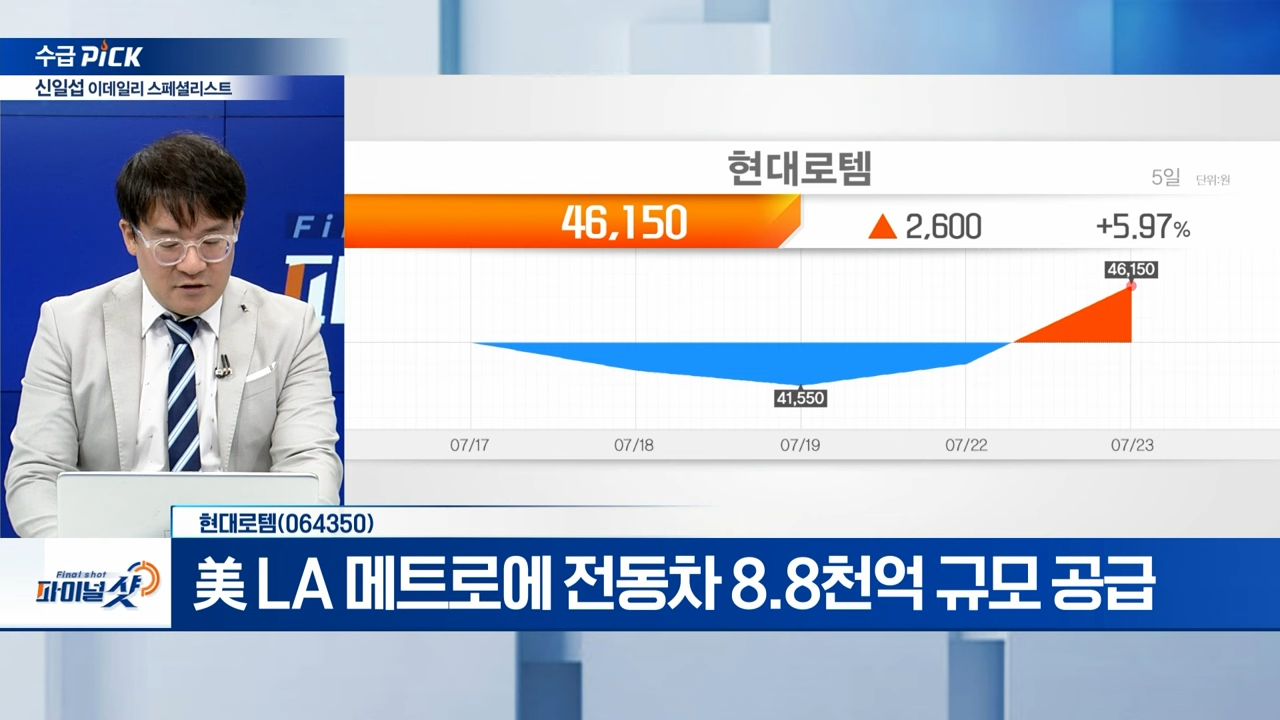 수급 PiCK
신일섭 이데일리 스페셜리스트
Fi
파
현대로템
5일 단위:원
46,150 ▲ 2,600 +5.97%
46,150
41,550
07/17 07/18 07/19 07/22 07/23
현대로템(064350)
Final shot
파이널샷
美 LA 메트로에 전동차 8.8천억 규모 공급